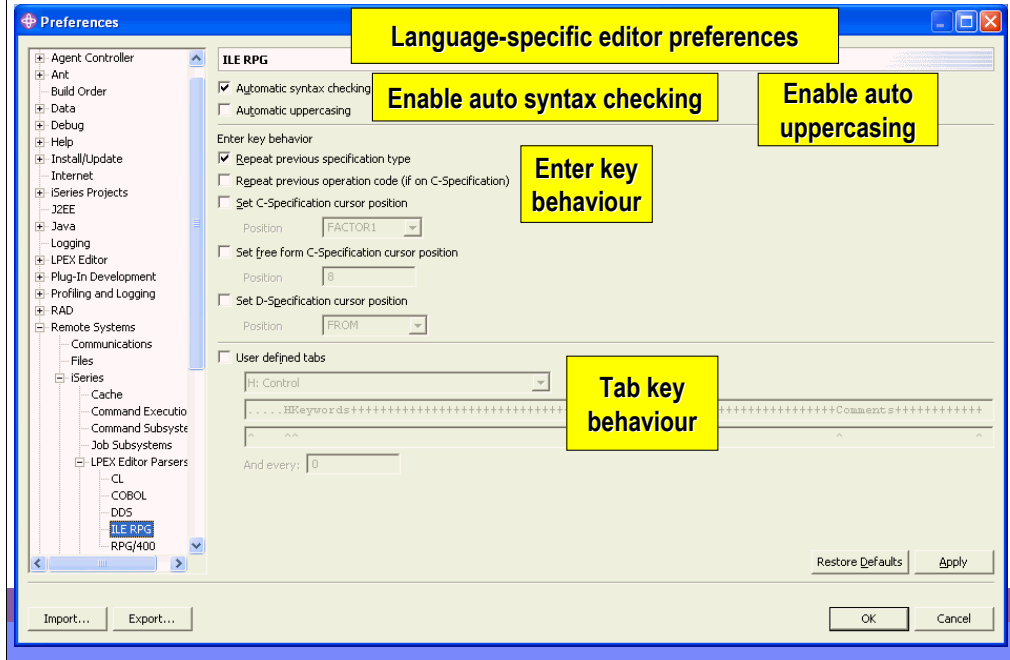 Preferences
Language-specific editor preferences
Agent Controller
Ant
Build Order
Data
Debug
Help
Install/Update
Internet
iSeries Projects
J2EE
Java
Logging
LPEX Editor
Plug-In Development
Profiling and Logging
RAD
Remote Systems
Communications
Files
iSeries
Cache
Command Executio
Command Subsyste
Job Subsystems
LPEX Editor Parsers
CL
COBOL
DDS
ILE RPG
RPG/400
ILE RPG
Automatic syntax checking
Enable auto syntax checking
Enable auto
uppercasing
Automatic uppercasing
Enter key behavior
Repeat previous specification type
Enter key
behaviour
Repeat previous operation code (if on C-Specification)
Set C-Specification cursor position
Position FACTOR1
Set free form C-Specification cursor position
Position 8
Set D-Specification cursor position
Position FROM
User defined tabs
Tab key
behaviour
H: Control
.....HKeywords++++++++++++++++++++++++++++ ++++++++++++++++Comments++++++++++++
^ ^^ ^ ^
And every: 0
Restore Defaults Apply
Import... Export... OK Cancel